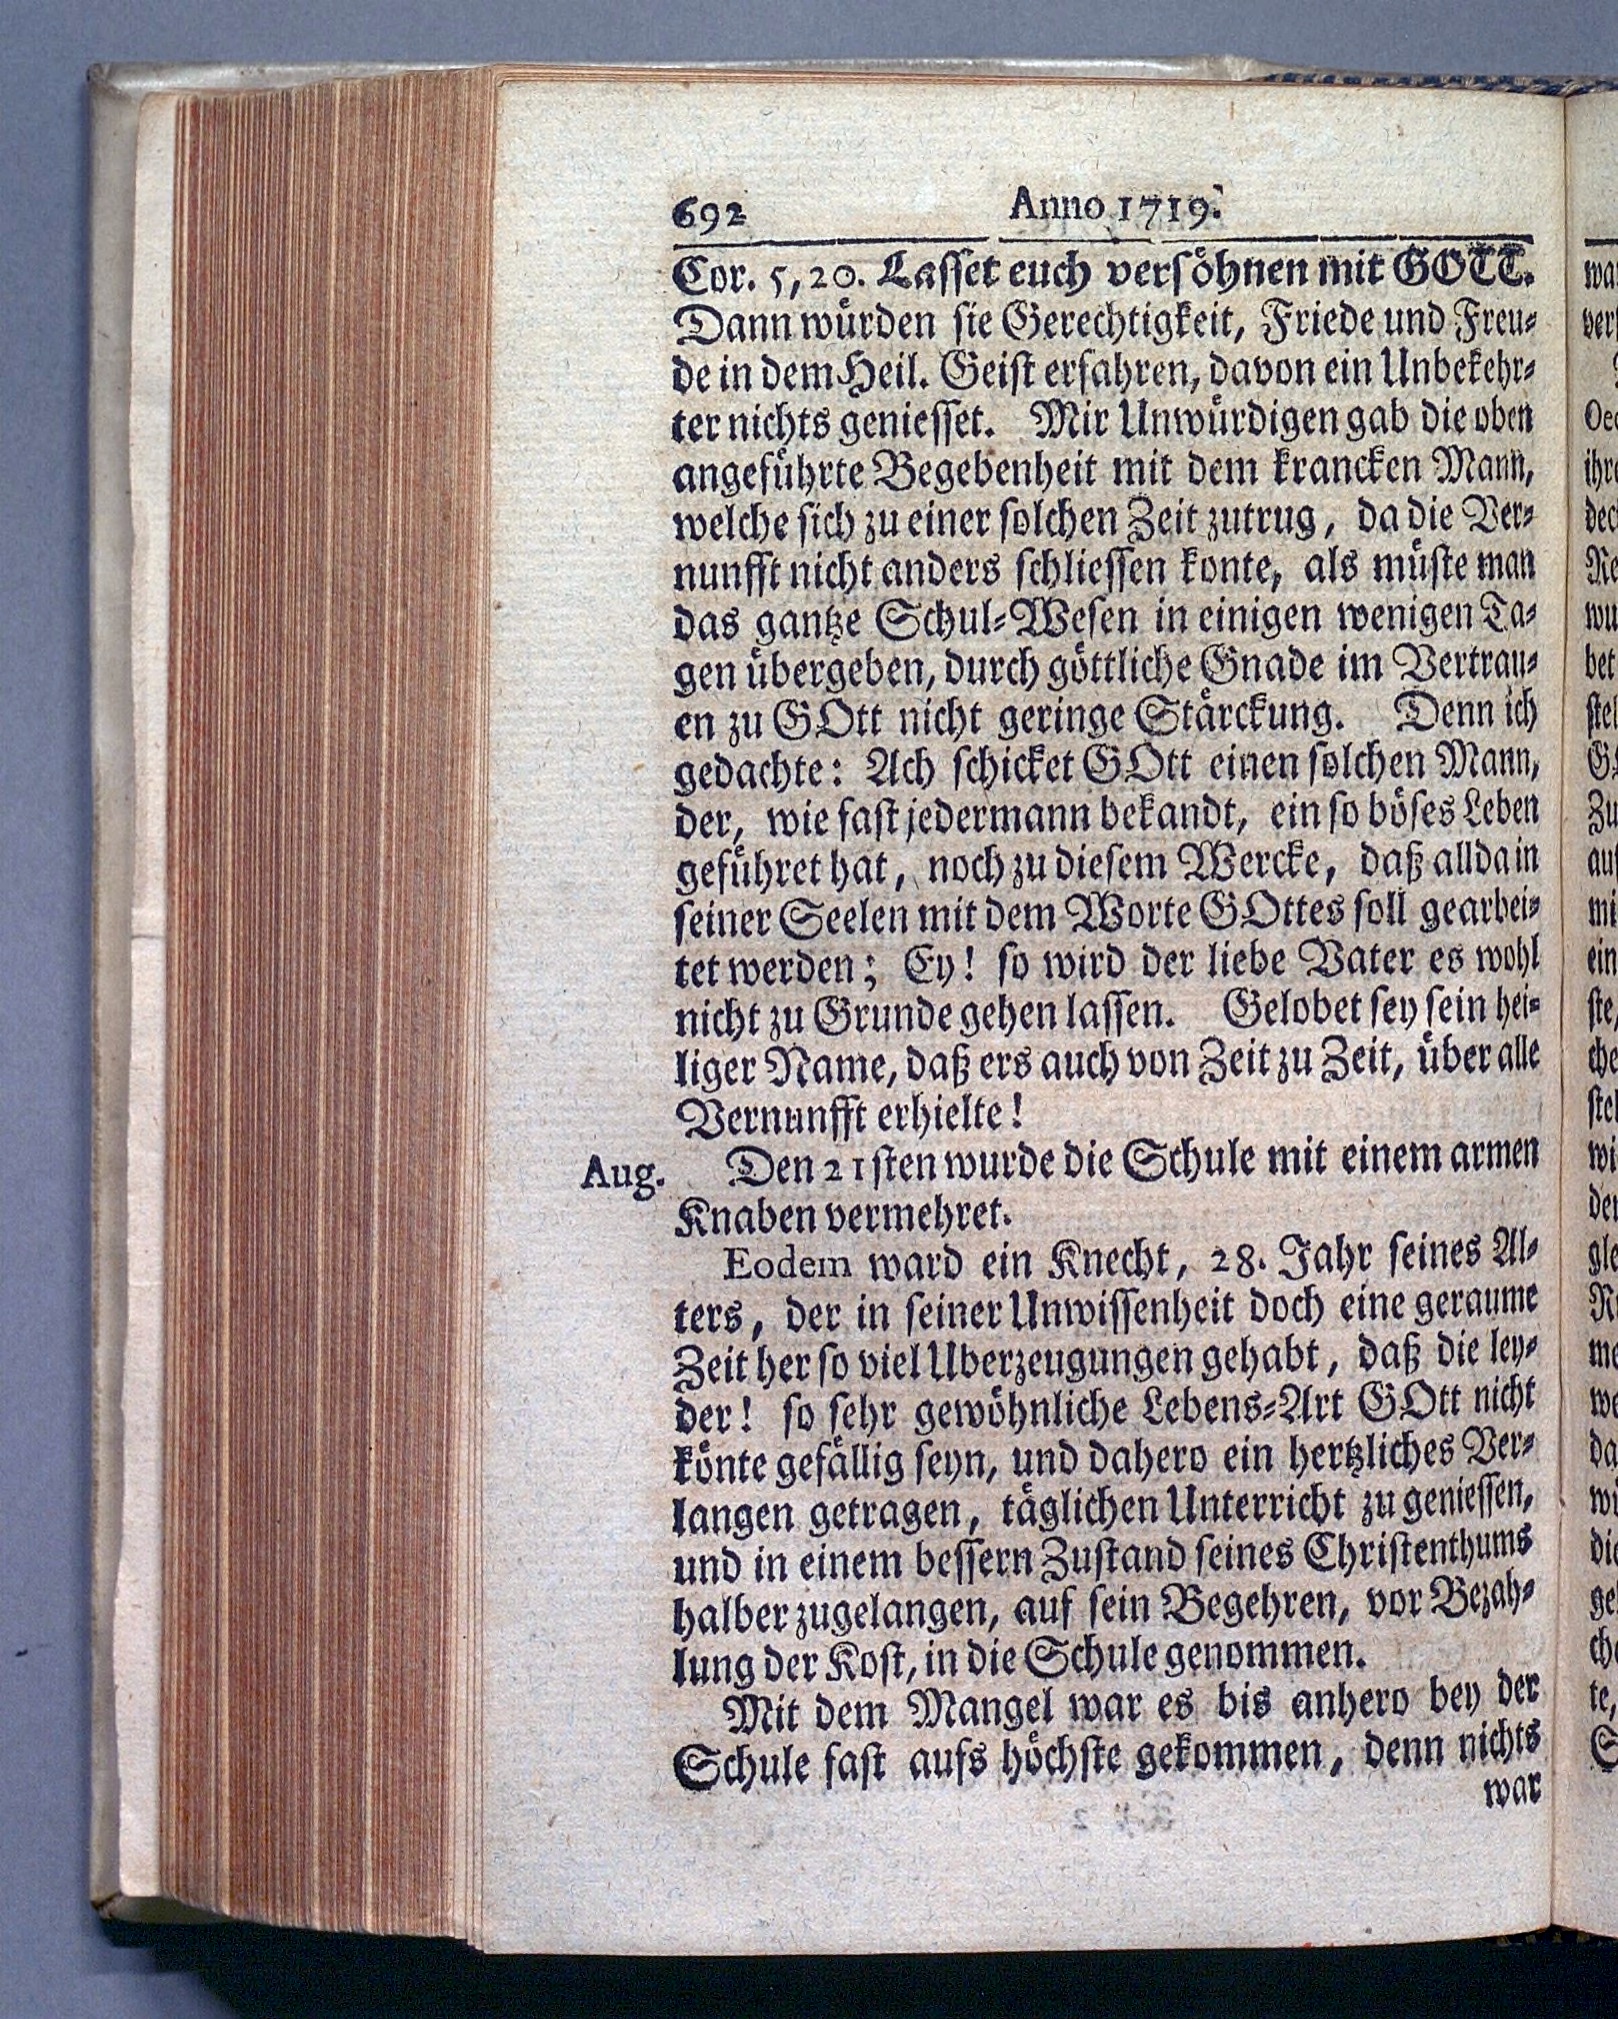 692 Anno 1719.
Cor. 5, 20. Lasset euch versöhnen mit GOTT.
Dann würden sie Gerechtigkeit, Friede und Freu-
de in dem Heil. Geist erfahren, davon ein Unbekehr-
ter nichts geniesset. Mir Unwürdigen gab die oben
angeführte Begebenheit mit dem krancken Mann,
welche sich zu einer solchen Zeit zutrug, da die Ver-
nunfft nicht anders schliessen konte, als müste man
das gantze Schul-Wesen in einigen wenigen Ta-
gen übergeben, durch göttliche Gnade im Vertrau-
en zu GOtt nicht geringe Stärckung. Denn ich
gedachte: Ach schicket GOtt einen solchen Mann,
der, wie fast jedermann bekandt, ein so böses Leben
geführet hat, noch zu diesem Wercke, daß allda in
seiner Seelen mit dem Worte GOttes soll gearbei-
tet werden; Ey! so wird der liebe Vater es wohl
nicht zu Grunde gehen lassen. Gelobet sey sein hei-
liger Name, daß ers auch von Zeit zu Zeit, über alle
Vernunfft erhielte!
Aug. Den 21sten wurde die Schule mit einem armen
Knaben vermehret.
Eodem ward ein Knecht, 28. Jahr seines Al-
ters, der in seiner Unwissenheit doch eine geraume
Zeit her so viel Uberzeugungen gehabt, daß die ley-
der! so sehr gewöhnliche Lebens-Art GOtt nicht
könte gefällig seyn, und dahero ein hertzliches Ver-
langen getragen, täglichen Unterricht zu geniessen,
und in einem bessern Zustand seines Christenthums
halber zugelangen, auf sein Begehren, vor Bezah-
lung der Kost, in die Schule genommen.
Mit dem Mangel war es bis anhero bey der
Schule fast aufs höchste gekommen, denn nichts
war